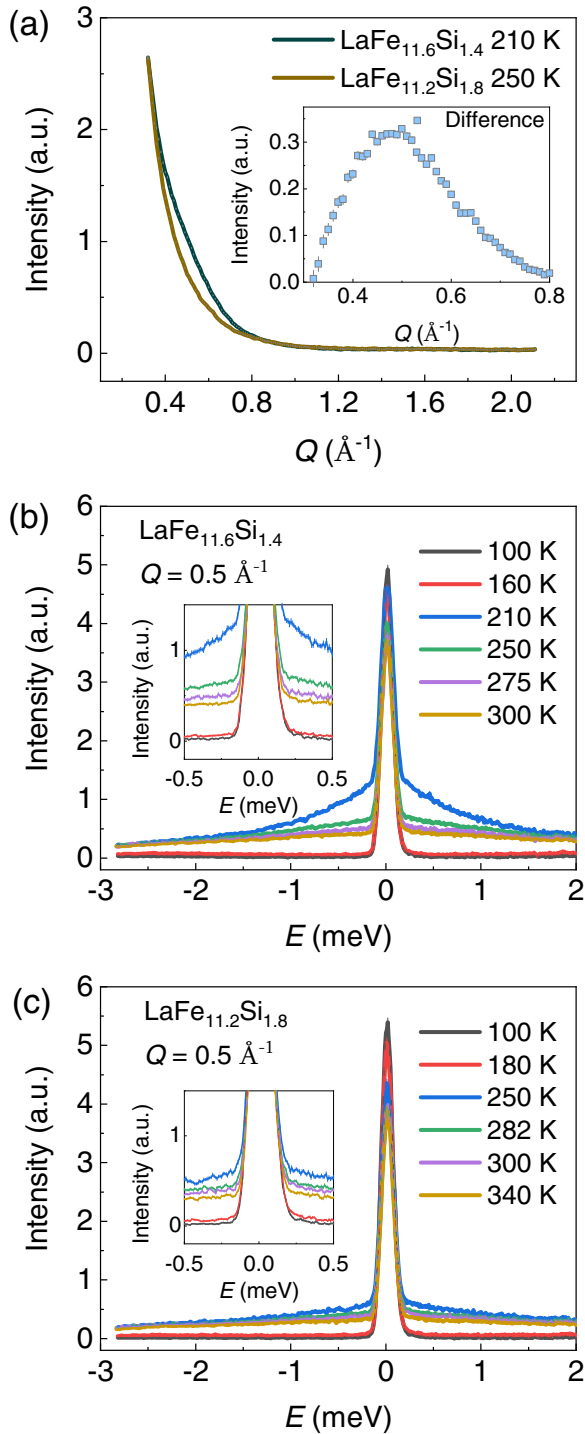 (a)
LaFe11.6Si1.4 210 K
LaFe11.2Si1.8 250 K
Difference
Intensity (a.u.)
0.3
0.2
0.1
0
0.4 0.6 0.8
Q (Å-1)
Intensity (a.u.)
3
2
1
0
0.4 0.8 1.2 1.6 2.0
Q (Å-1)
(b)
LaFe11.6Si1.4
Q = 0.5 Å-1
100 K
160 K
210 K
250 K
275 K
300 K
Intensity (a.u.)
1
0
-0.5 0.0 0.5
E (meV)
Intensity (a.u.)
6
5
4
3
2
1
0
-3 -2 -1 0 1 2
E (meV)
(c)
LaFe11.2Si1.8
Q = 0.5 Å-1
100 K
180 K
250 K
282 K
300 K
340 K
Intensity (a.u.)
1
0
-0.5 0.0 0.5
E (meV)
Intensity (a.u.)
6
5
4
3
2
1
0
-3 -2 -1 0 1 2
E (meV)